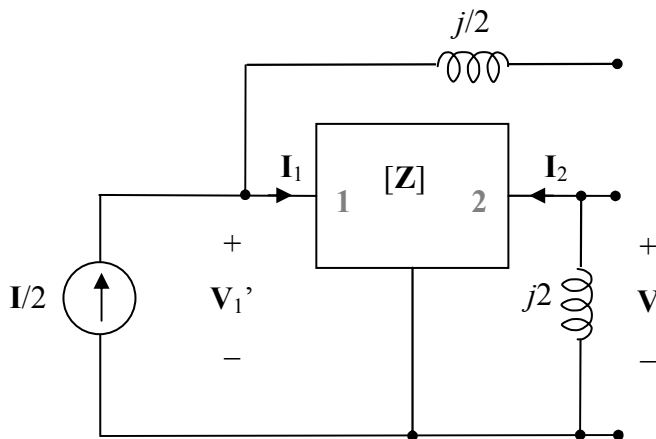 j/2
I₁ [Z] I₂
1 2
+ +
I/2 V₁' j2 V
− −